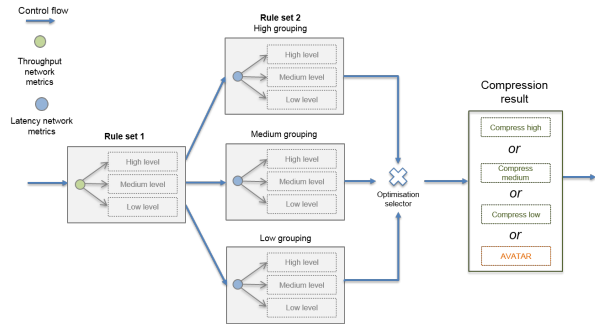 Control flow
Throughput
network
metrics
Latency network
metrics
Rule set 1
High level
Medium level
Low level
Rule set 2
High grouping
High level
Medium level
Low level
Medium grouping
High level
Medium level
Low level
Low grouping
High level
Medium level
Low level
Optimisation
selector
Compression
result
Compress high
or
Compress
medium
or
Compress low
or
AVATAR